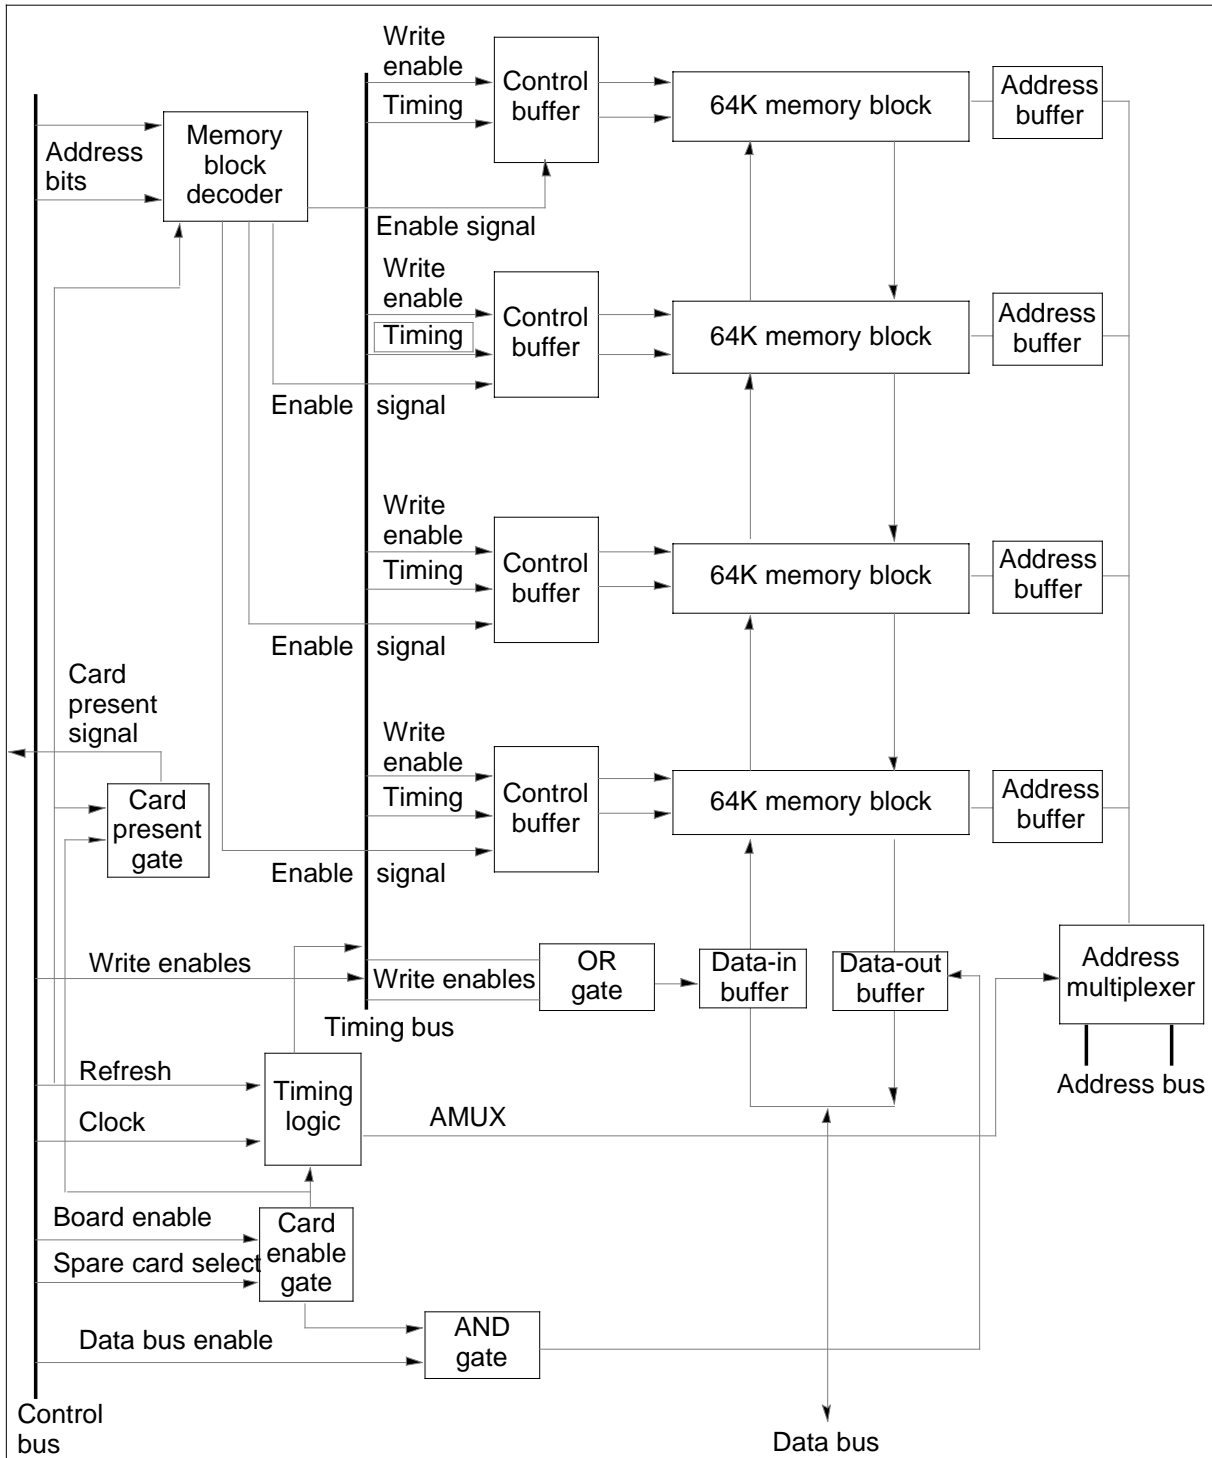 Write
enable
Timing
Control
buffer
64K memory block
Address
buffer
Address
bits
Memory
block
decoder
Enable signal
Write
enable
Timing
Control
buffer
64K memory block
Address
buffer
Enable signal
Write
enable
Timing
Control
buffer
64K memory block
Address
buffer
Enable signal
Card
present
signal
Write
enable
Timing
Control
buffer
64K memory block
Address
buffer
Card
present
gate
Enable signal
Write enables
Write enables
OR
gate
Data-in
buffer
Data-out
buffer
Address
multiplexer
Timing bus
Refresh
Clock
Timing
logic
AMUX
Address bus
Board enable
Spare card select
Card
enable
gate
Data bus enable
AND
gate
Control
bus
Data bus